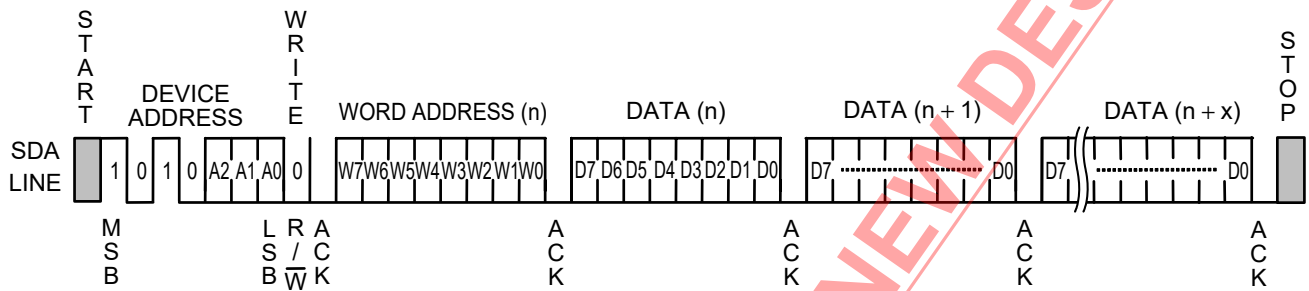 START
WRITE
STOP
DEVICE
ADDRESS
WORD ADDRESS (n)
DATA (n)
DATA (n + 1)
DATA (n + x)
SDA
LINE
1 0 1 0 A2 A1 A0 0
W7 W6 W5 W4 W3 W2 W1 W0
D7 D6 D5 D4 D3 D2 D1 D0
D7 D0
D7 D0
MSB
LSB
R/W̅
ACK
ACK
ACK
ACK
ACK
NEW DES